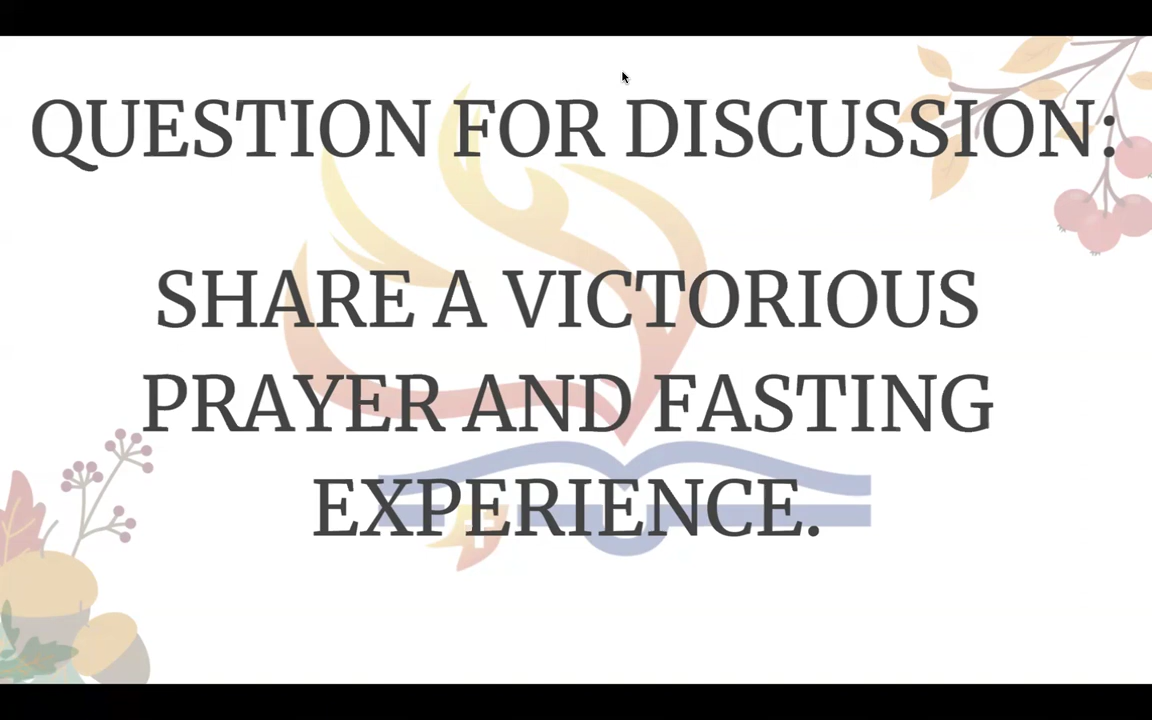 QUESTION FOR DISCUSSION:
SHARE A VICTORIOUS
PRAYER AND FASTING
EXPERIENCE.